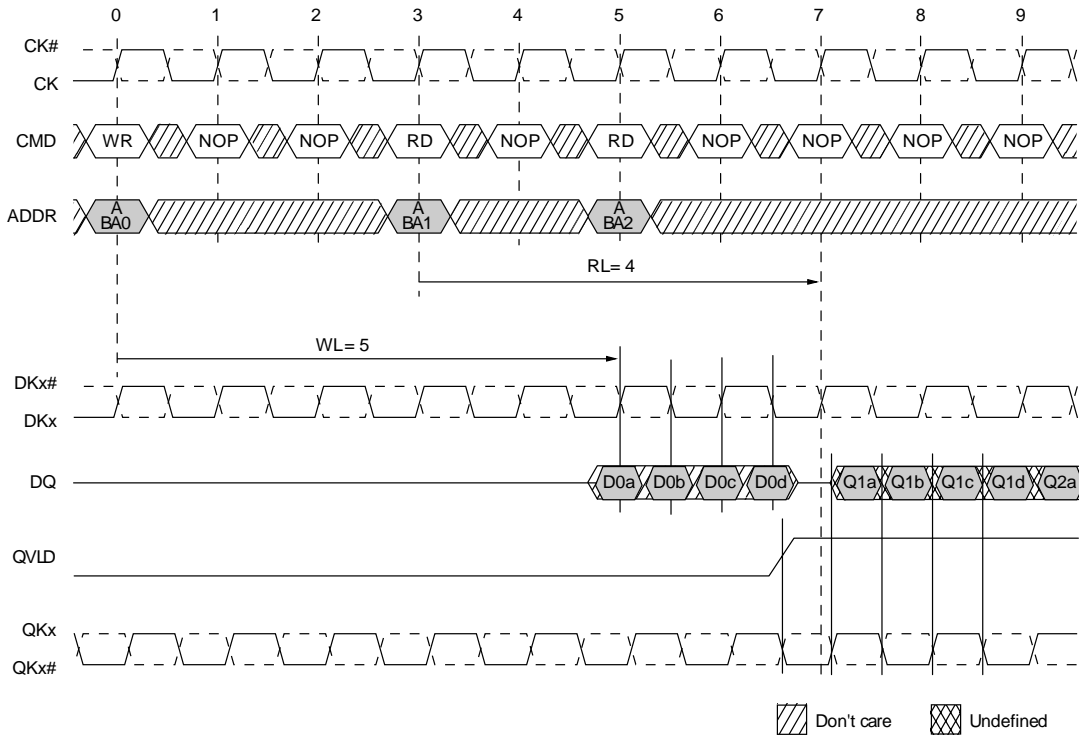 0 1 2 3 4 5 6 7 8 9
CK#
CK
CMD WR NOP NOP RD NOP RD NOP NOP NOP NOP
ADDR A BA0 A BA1 A BA2
RL= 4
WL= 5
DKx#
DKx
DQ D0a D0b D0c D0d Q1a Q1b Q1c Q1d Q2a
QVLD
QKx
QKx#
Don't care Undefined